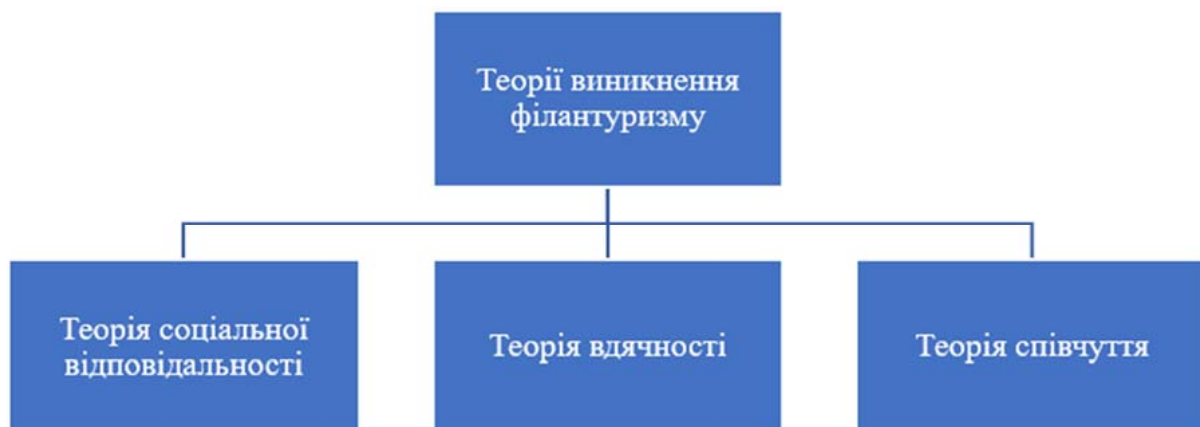 Теорії виникнення
філантуризму
Теорія соціальної
відповідальності
Теорія вдячності
Теорія співчуття